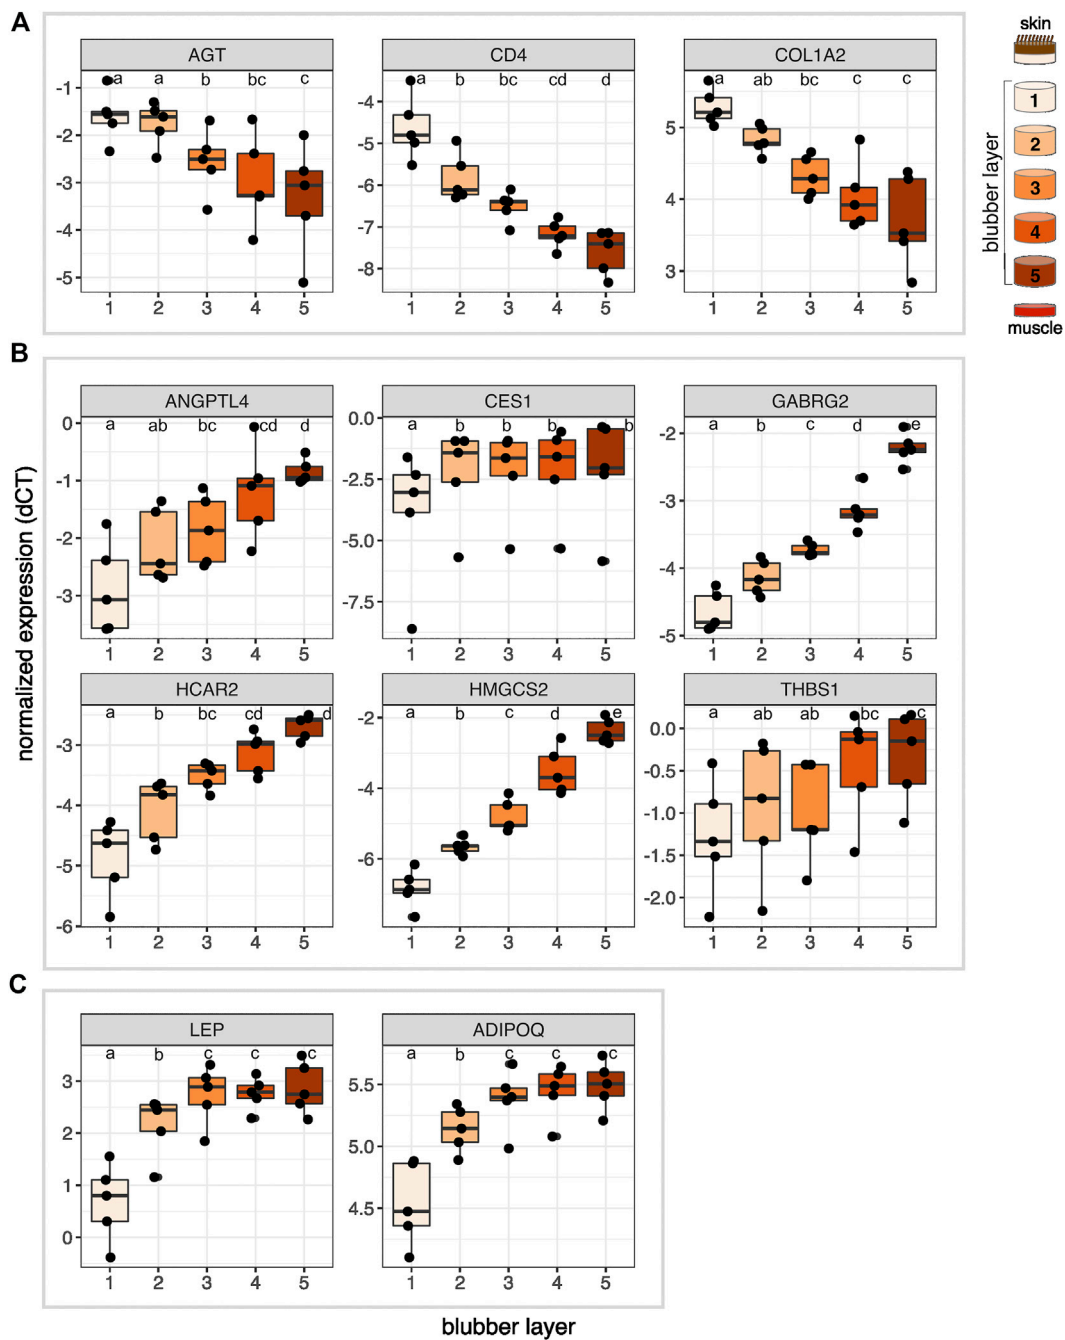 A
skin
AGT
CD4
COL1A2
a a b bc c
a b bc cd d
a ab bc c c
-1
-2
-3
-4
-5
-4
-5
-6
-7
-8
5
4
3
1 2 3 4 5
1 2 3 4 5
1 2 3 4 5
blubber layer
1
2
3
4
5
muscle
B
normalized expression (dCT)
ANGPTL4
CES1
GABRG2
a ab bc cd d
a b b b b
a b c d e
0
-1
-2
-3
0.0
-2.5
-5.0
-7.5
-2
-3
-4
-5
1 2 3 4 5
1 2 3 4 5
1 2 3 4 5
HCAR2
HMGCS2
THBS1
a b bc cd d
a b c d e
a ab ab bc c
-3
-4
-5
-6
-2
-4
-6
0.0
-0.5
-1.0
-1.5
-2.0
1 2 3 4 5
1 2 3 4 5
1 2 3 4 5
C
LEP
ADIPOQ
a b c c c
a b c c c
3
2
1
0
5.5
5.0
4.5
1 2 3 4 5
1 2 3 4 5
blubber layer